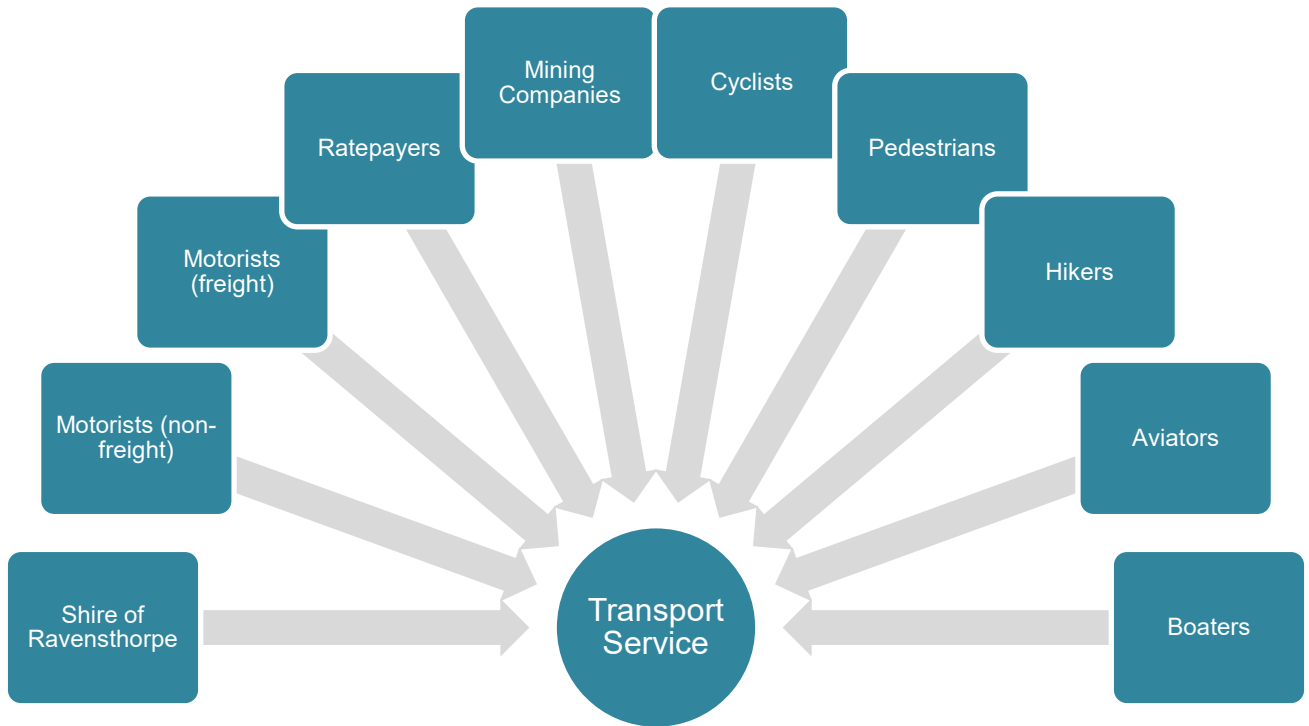 Mining
Companies
Cyclists
Ratepayers
Pedestrians
Motorists
(freight)
Hikers
Motorists (non-
freight)
Aviators
Shire of
Ravensthorpe
Transport
Service
Boaters